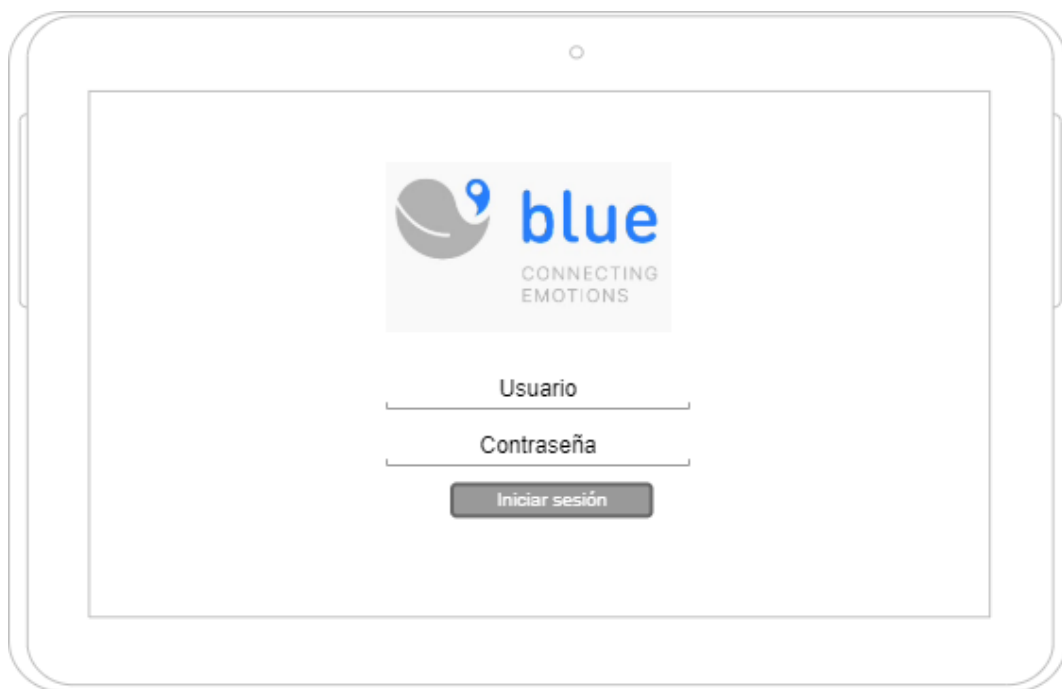 blue
CONNECTING
EMOTIONS
Usuario
Contraseña
Iniciar sesión